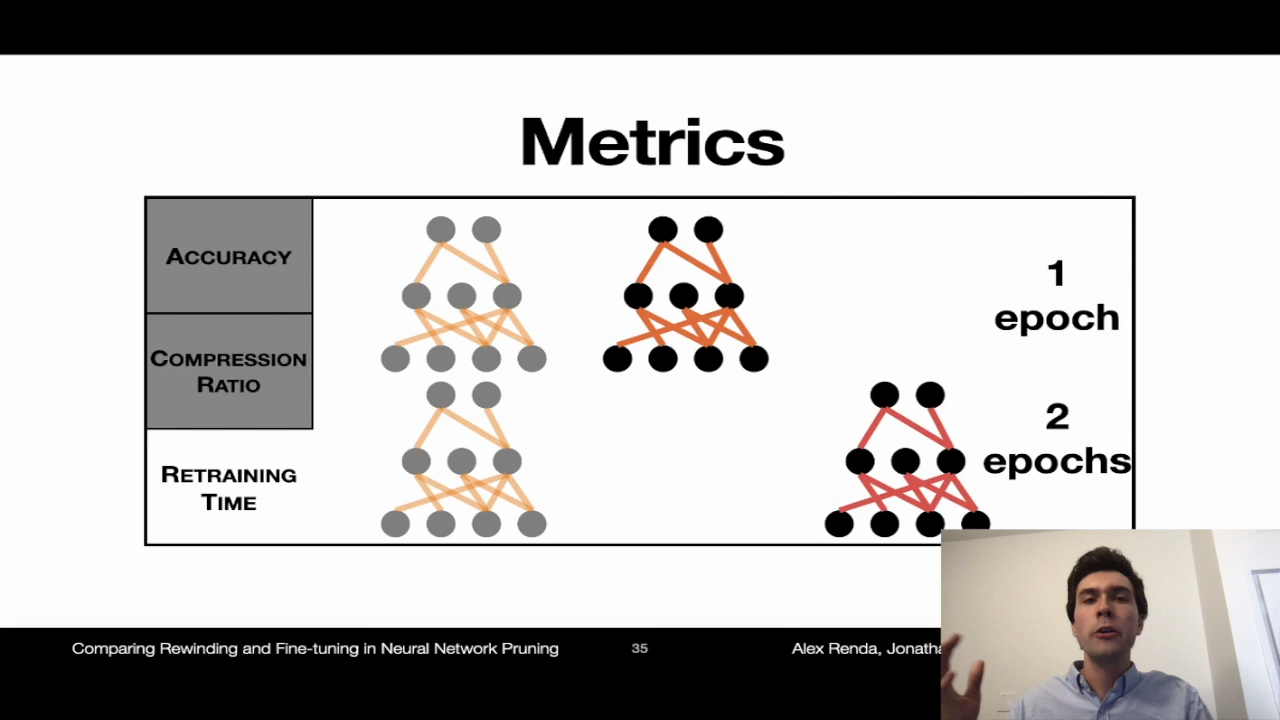 Metrics
ACCURACY
COMPRESSION
RATIO
RETRAINING
TIME
1
epoch
2
epochs
Comparing Rewinding and Fine-tuning in Neural Network Pruning
35
Alex Renda,